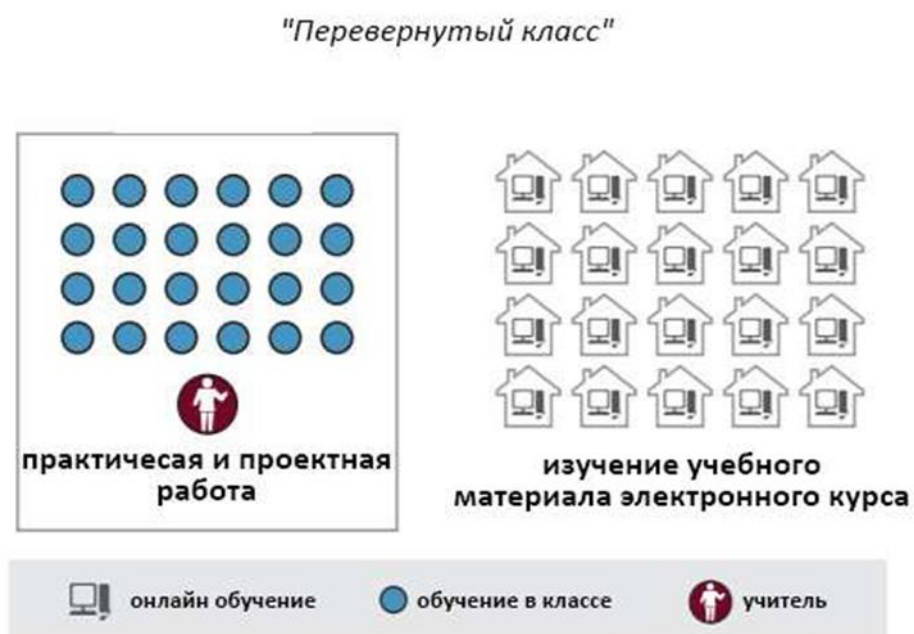 "Перевернутый класс"
практичесая и проектная
работа
изучение учебного
материала электронного курса
онлайн обучение
обучение в классе
учитель